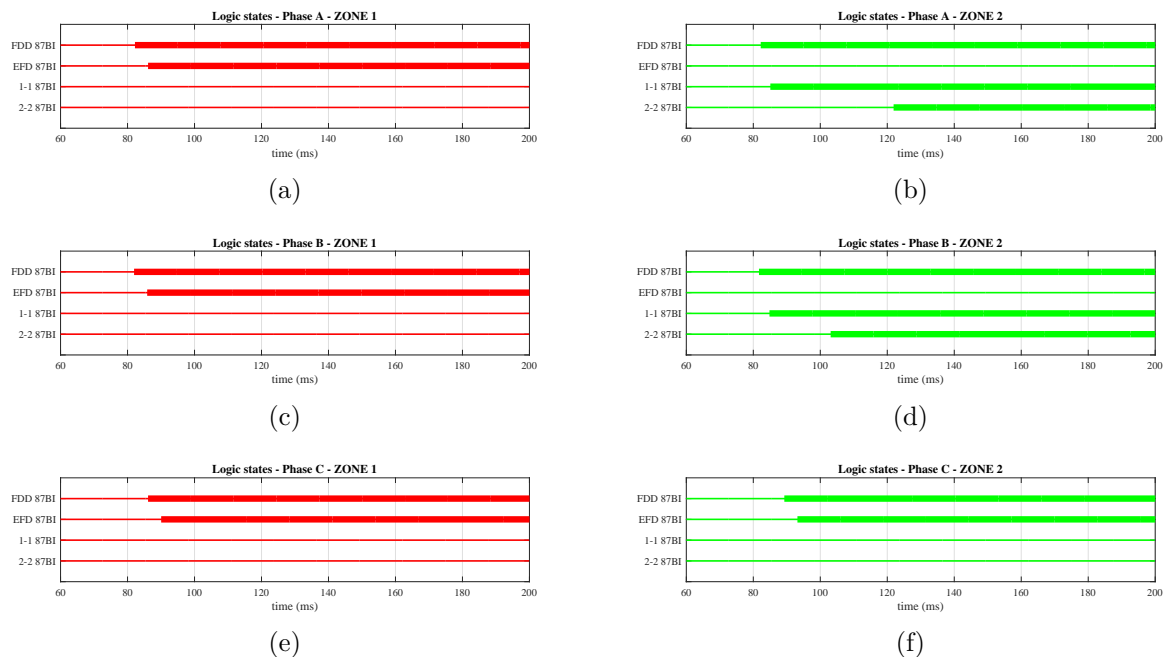 Logic states - Phase A - ZONE 1
FDD 87BI
EFD 87BI
1-1 87BI
2-2 87BI
60 80 100 120 140 160 180 200
time (ms)
(a)
Logic states - Phase A - ZONE 2
FDD 87BI
EFD 87BI
1-1 87BI
2-2 87BI
60 80 100 120 140 160 180 200
time (ms)
(b)
Logic states - Phase B - ZONE 1
FDD 87BI
EFD 87BI
1-1 87BI
2-2 87BI
60 80 100 120 140 160 180 200
time (ms)
(c)
Logic states - Phase B - ZONE 2
FDD 87BI
EFD 87BI
1-1 87BI
2-2 87BI
60 80 100 120 140 160 180 200
time (ms)
(d)
Logic states - Phase C - ZONE 1
FDD 87BI
EFD 87BI
1-1 87BI
2-2 87BI
60 80 100 120 140 160 180 200
time (ms)
(e)
Logic states - Phase C - ZONE 2
FDD 87BI
EFD 87BI
1-1 87BI
2-2 87BI
60 80 100 120 140 160 180 200
time (ms)
(f)